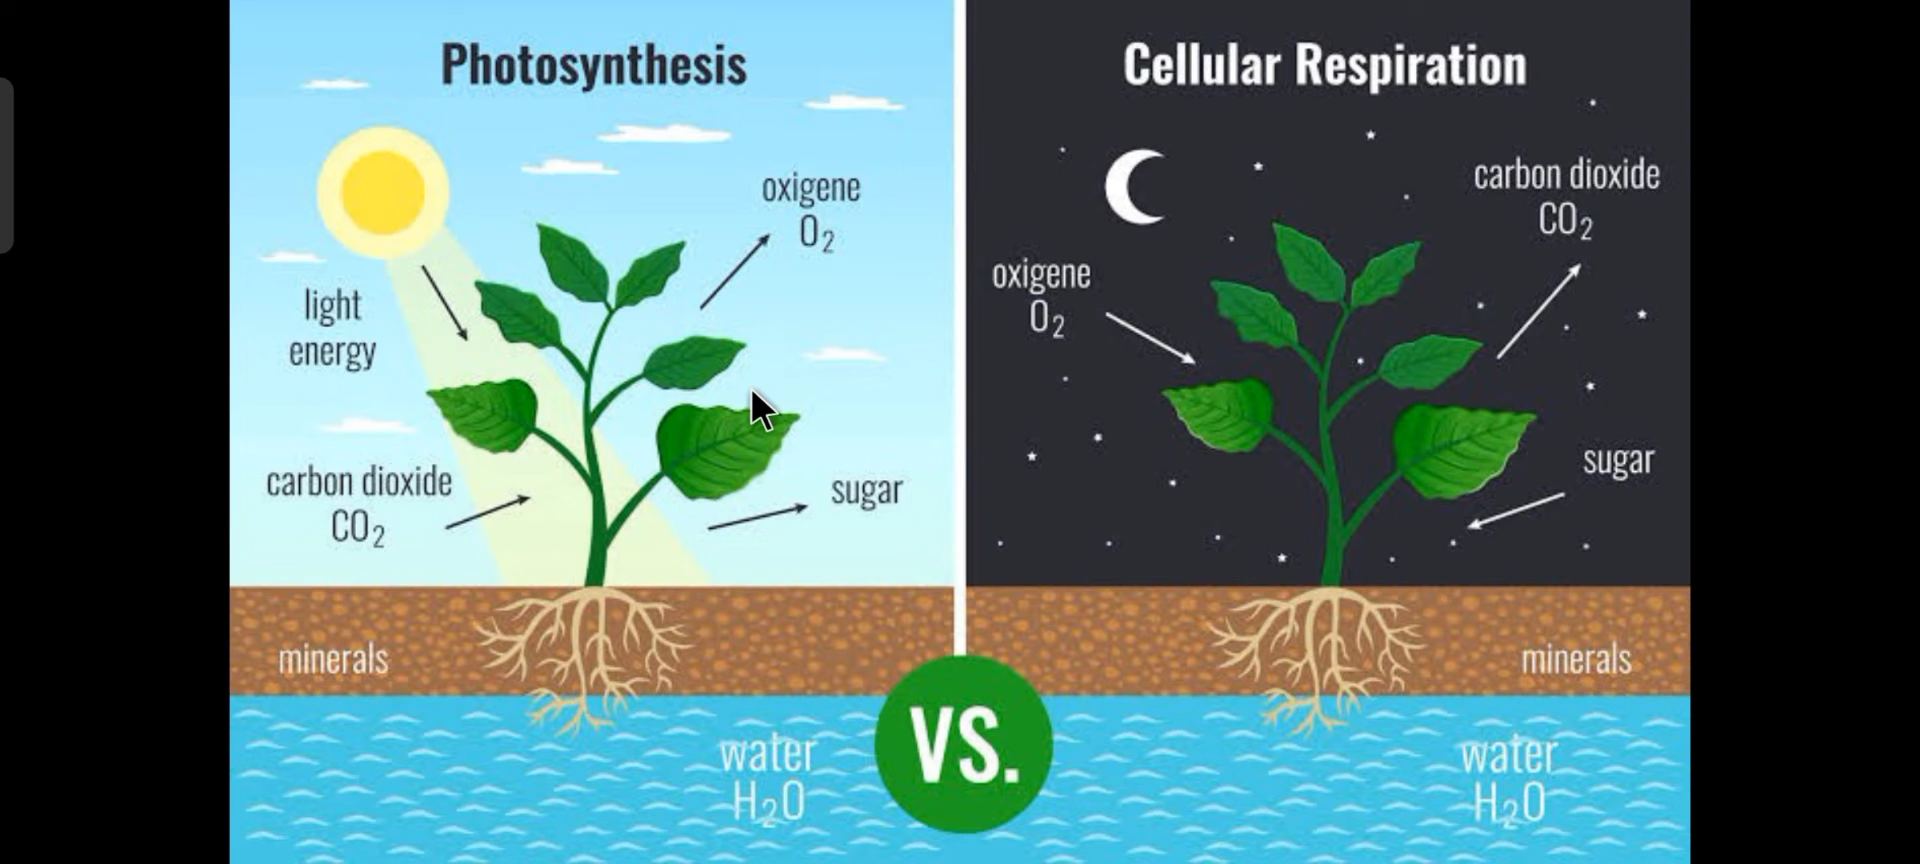 Photosynthesis
oxigene
O₂
light
energy
carbon dioxide
CO₂
sugar
minerals
water
H₂O
VS.
Cellular Respiration
carbon dioxide
CO₂
oxigene
O₂
sugar
minerals
water
H₂O